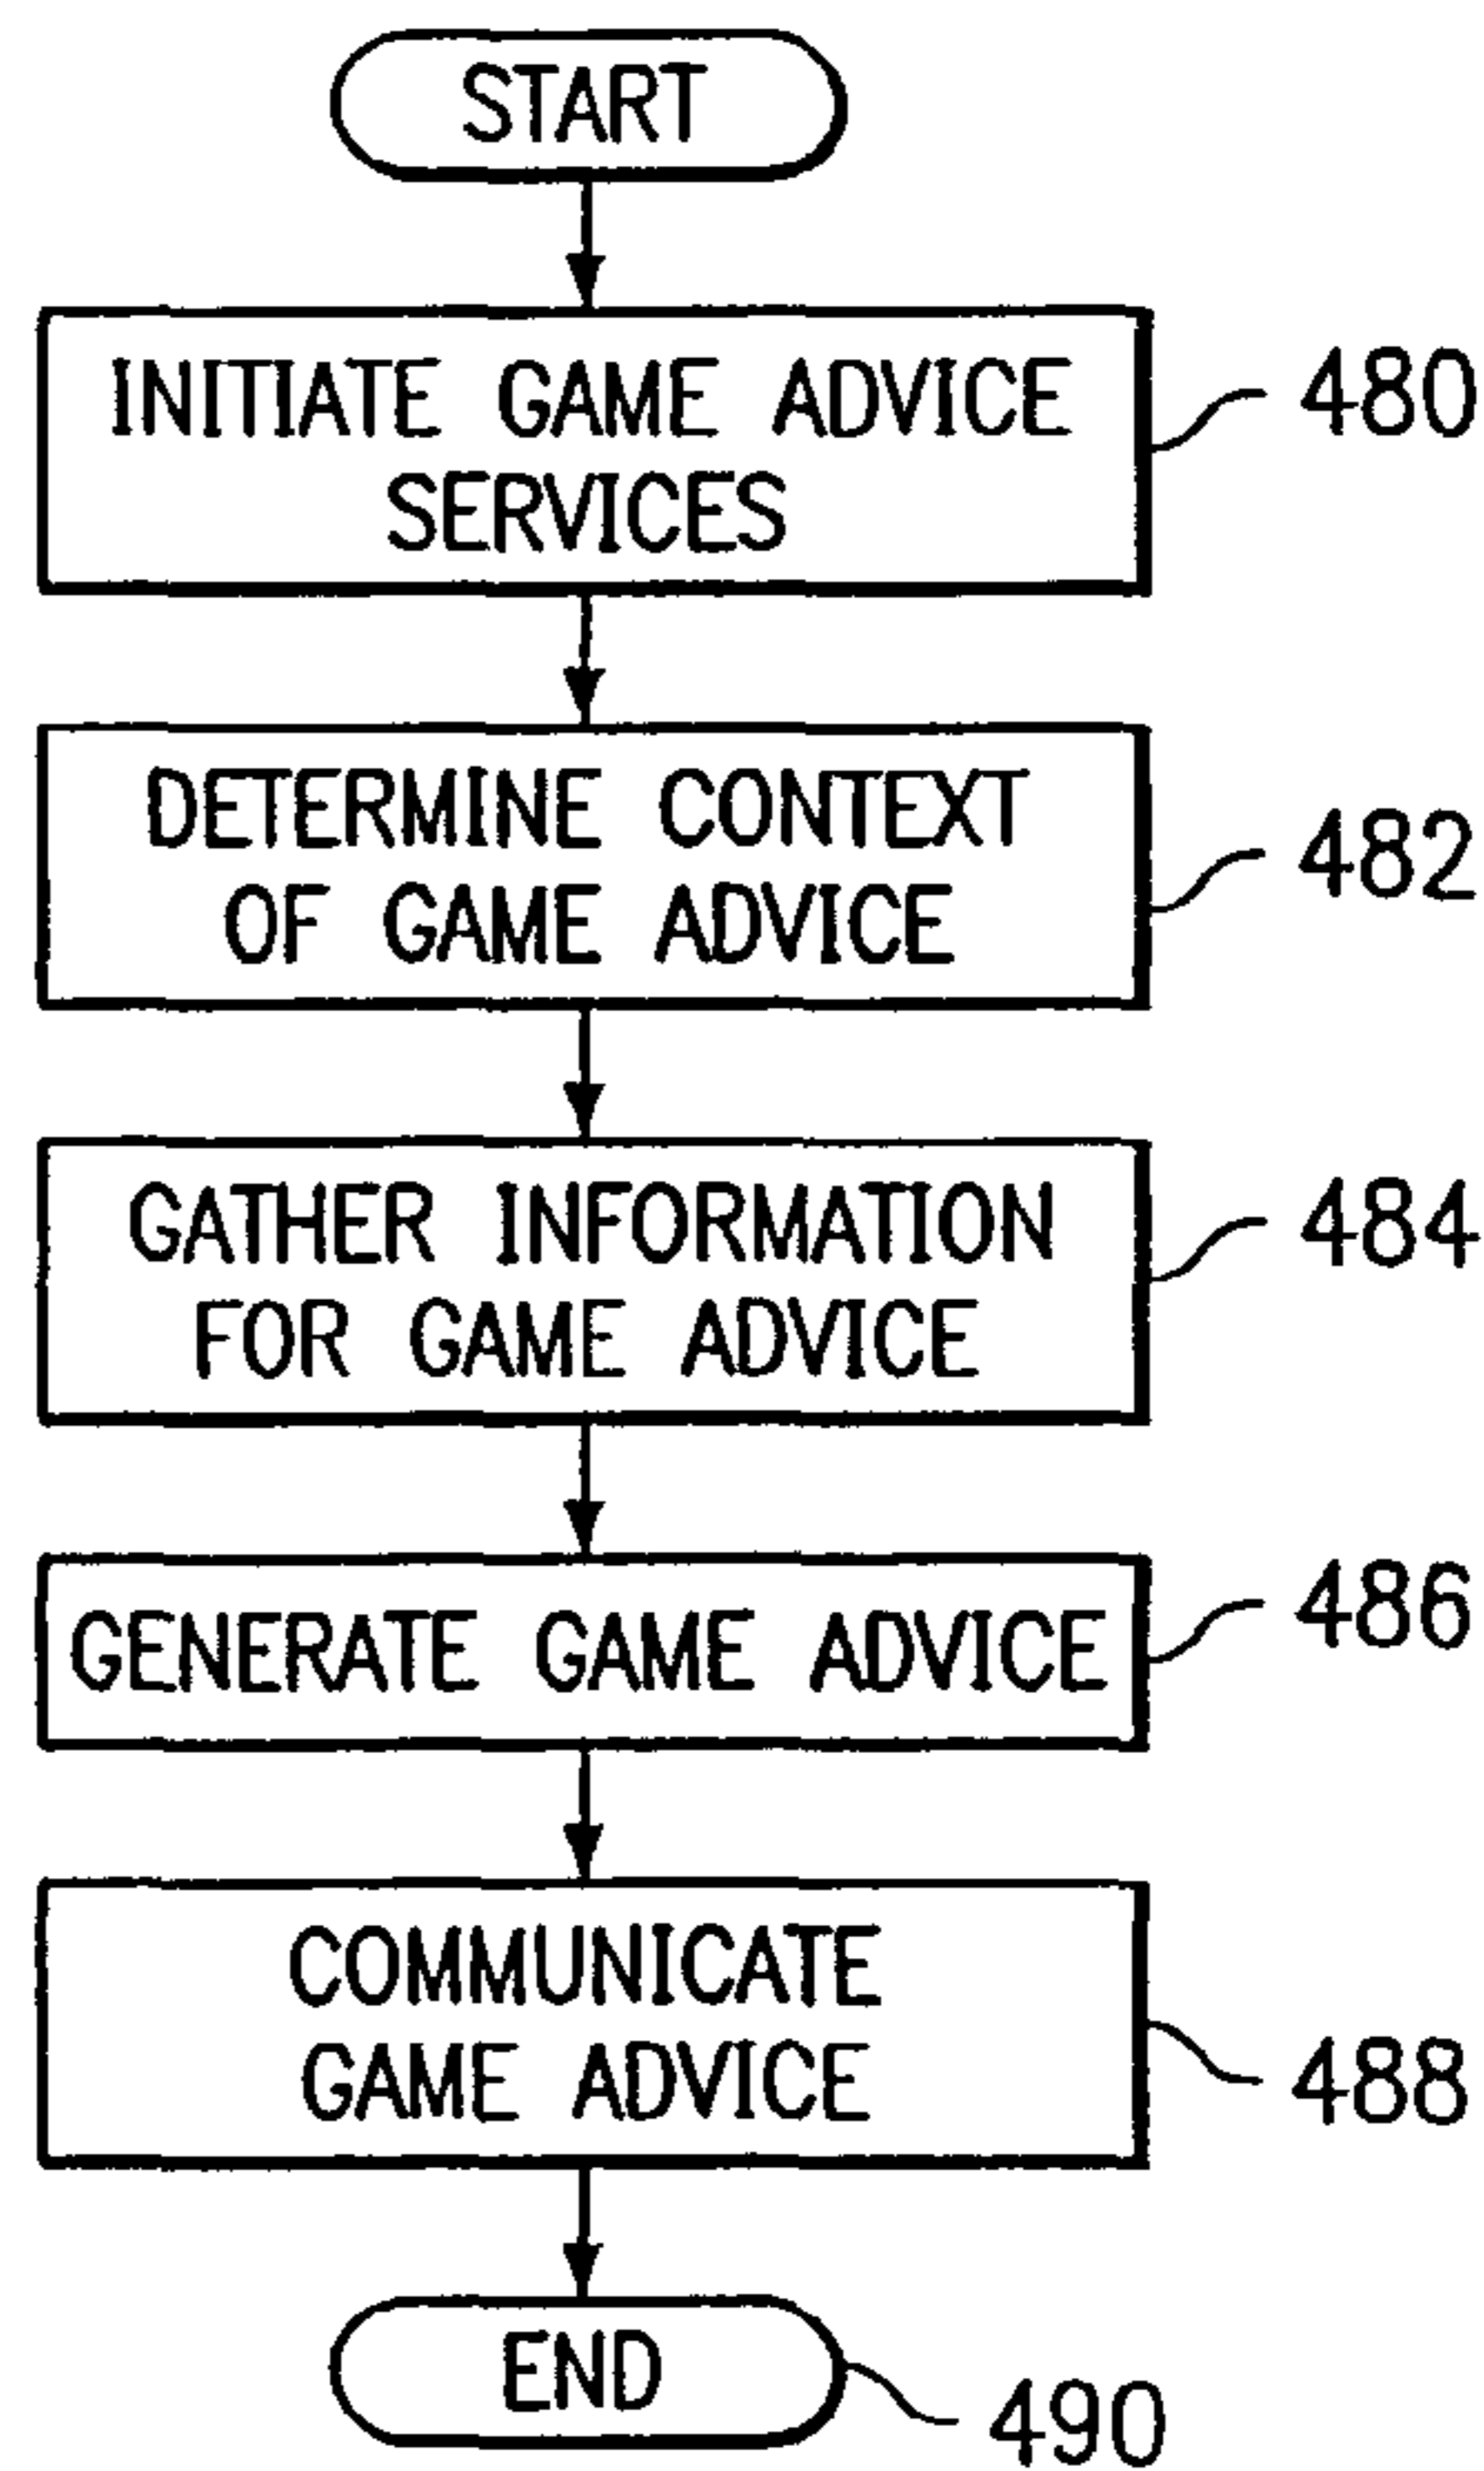 START
INITIATE GAME ADVICE
SERVICES
480
DETERMINE CONTEXT
OF GAME ADVICE
482
GATHER INFORMATION
FOR GAME ADVICE
484
GENERATE GAME ADVICE
486
COMMUNICATE
GAME ADVICE
488
END
490